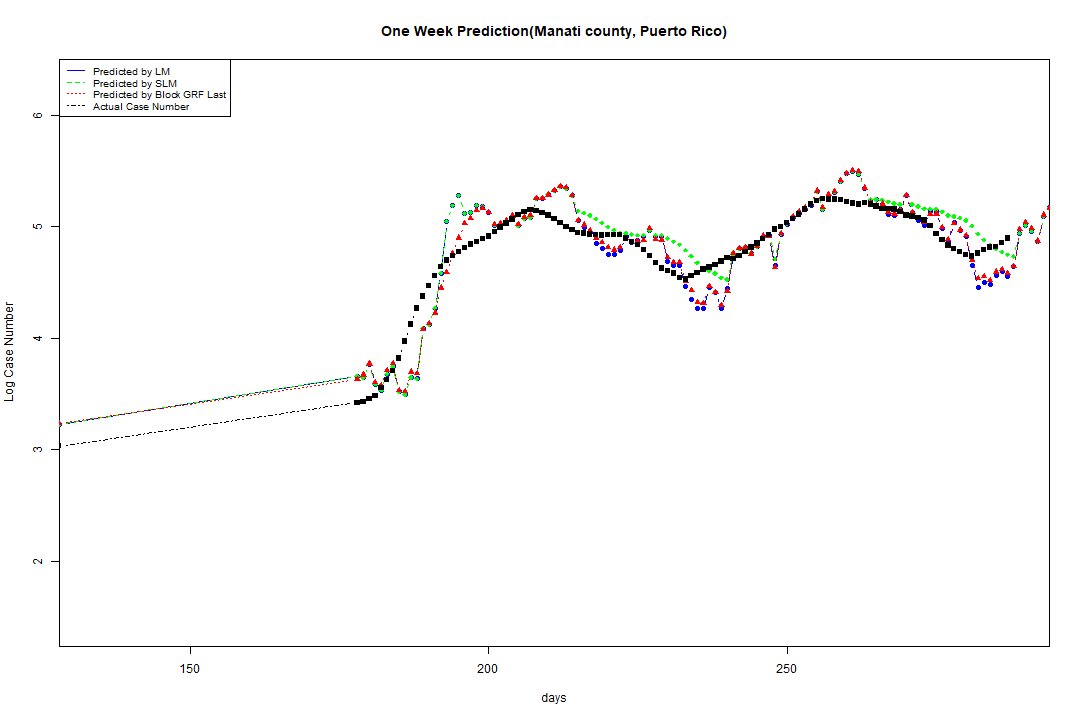 One Week Prediction(Manati county, Puerto Rico)
Predicted by LM
Predicted by SLM
Predicted by Block GRF Last
Actual Case Number
6
5
4
3
2
Log Case Number
150
200
250
days